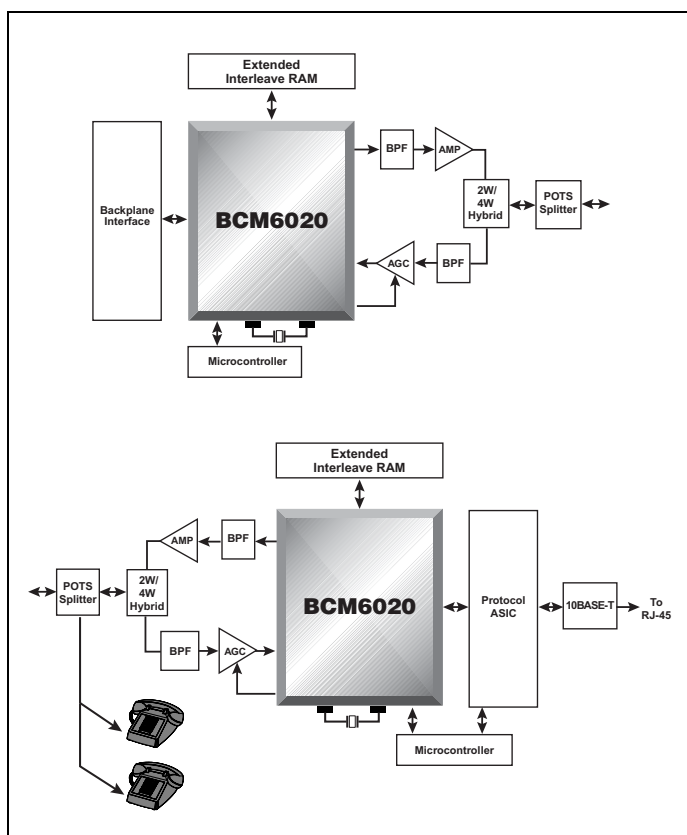 Extended
Interleave RAM
BPF
AMP
2W/
4W
Hybrid
POTS
Splitter
Backplane
Interface
BCM6020
AGC
BPF
Microcontroller
Extended
Interleave RAM
AMP
BPF
POTS
Splitter
2W/
4W
Hybrid
BCM6020
Protocol
ASIC
10BASE-T
To
RJ-45
BPF
AGC
Microcontroller